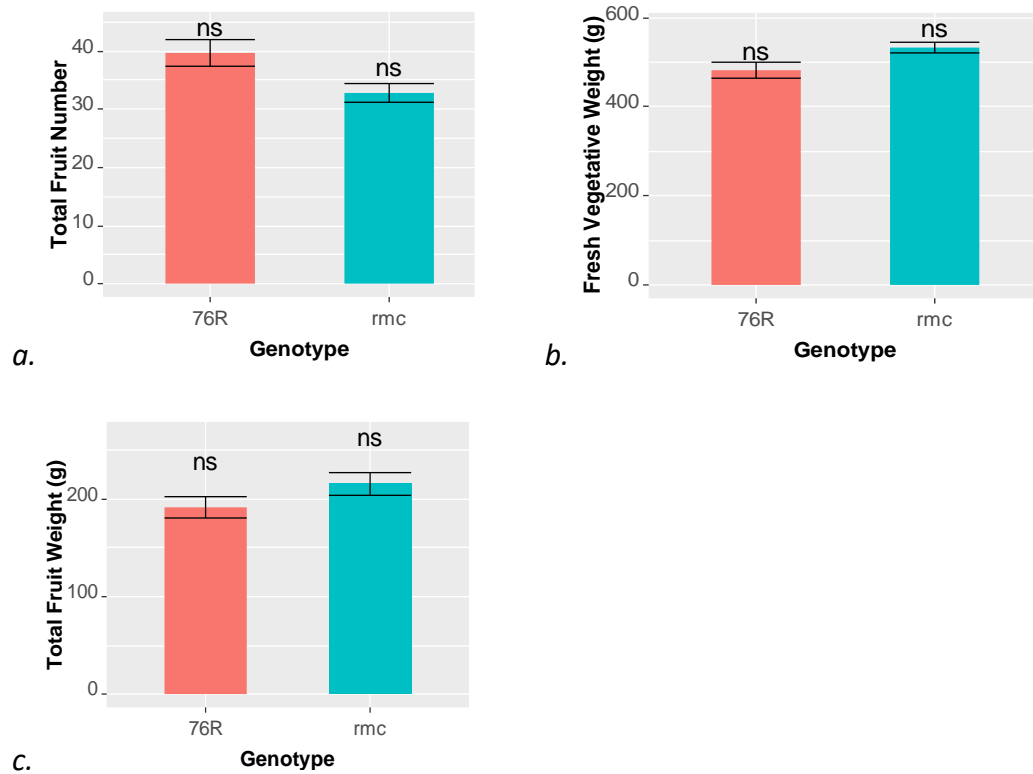 Total Fruit Number
40
30
20
10
0
ns
ns
76R
rmc
Genotype
a.
Fresh Vegetative Weight (g)
600
400
200
0
ns
ns
76R
rmc
Genotype
b.
Total Fruit Weight (g)
200
100
0
ns
ns
76R
rmc
Genotype
c.